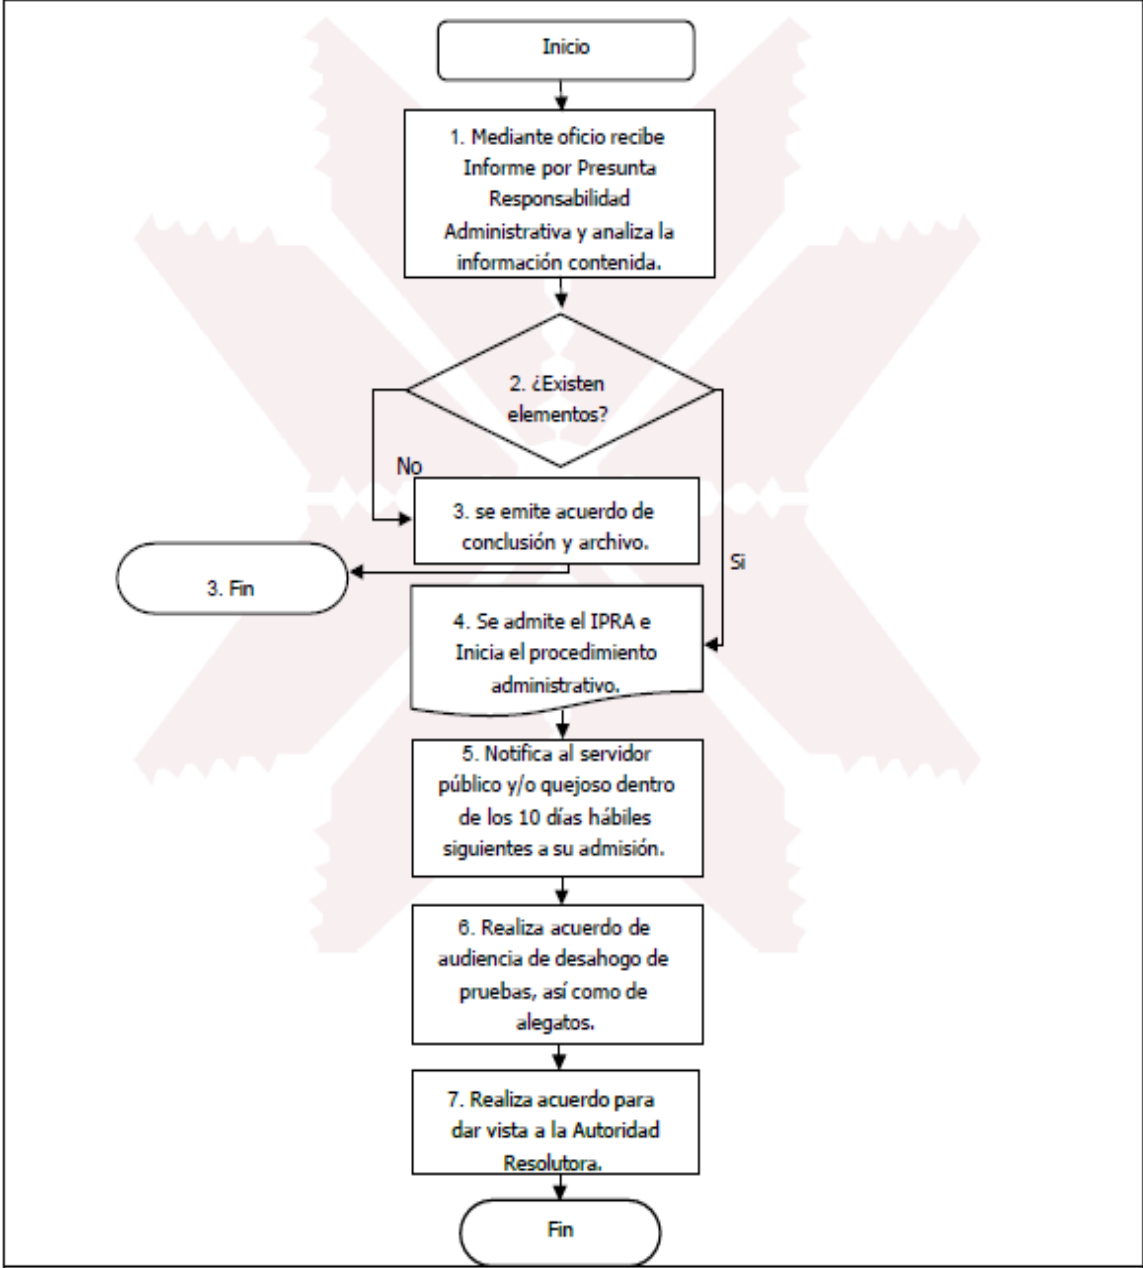 Inicio
1. Mediante oficio recibe
Informe por Presunta
Responsabilidad
Administrativa y analiza la
información contenida.
2. ¿Existen
elementos?
No
3. se emite acuerdo de
conclusión y archivo.
Si
3. Fin
4. Se admite el IPRA e
Inicia el procedimiento
administrativo.
5. Notifica al servidor
público y/o quejoso dentro
de los 10 días hábiles
siguientes a su admisión.
6. Realiza acuerdo de
audiencia de desahogo de
pruebas, así como de
alegatos.
7. Realiza acuerdo para
dar vista a la Autoridad
Resolutora.
Fin